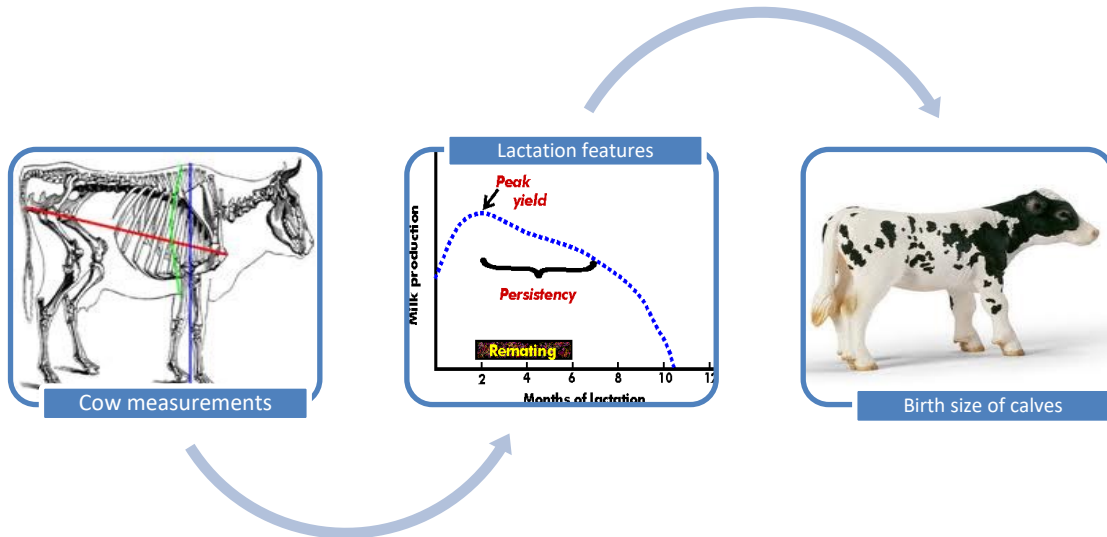 Cow measurements
Lactation features
Peak
yield
Persistency
Remating
Milk production
2 4 6 8 10 12
Months of lactation
Birth size of calves